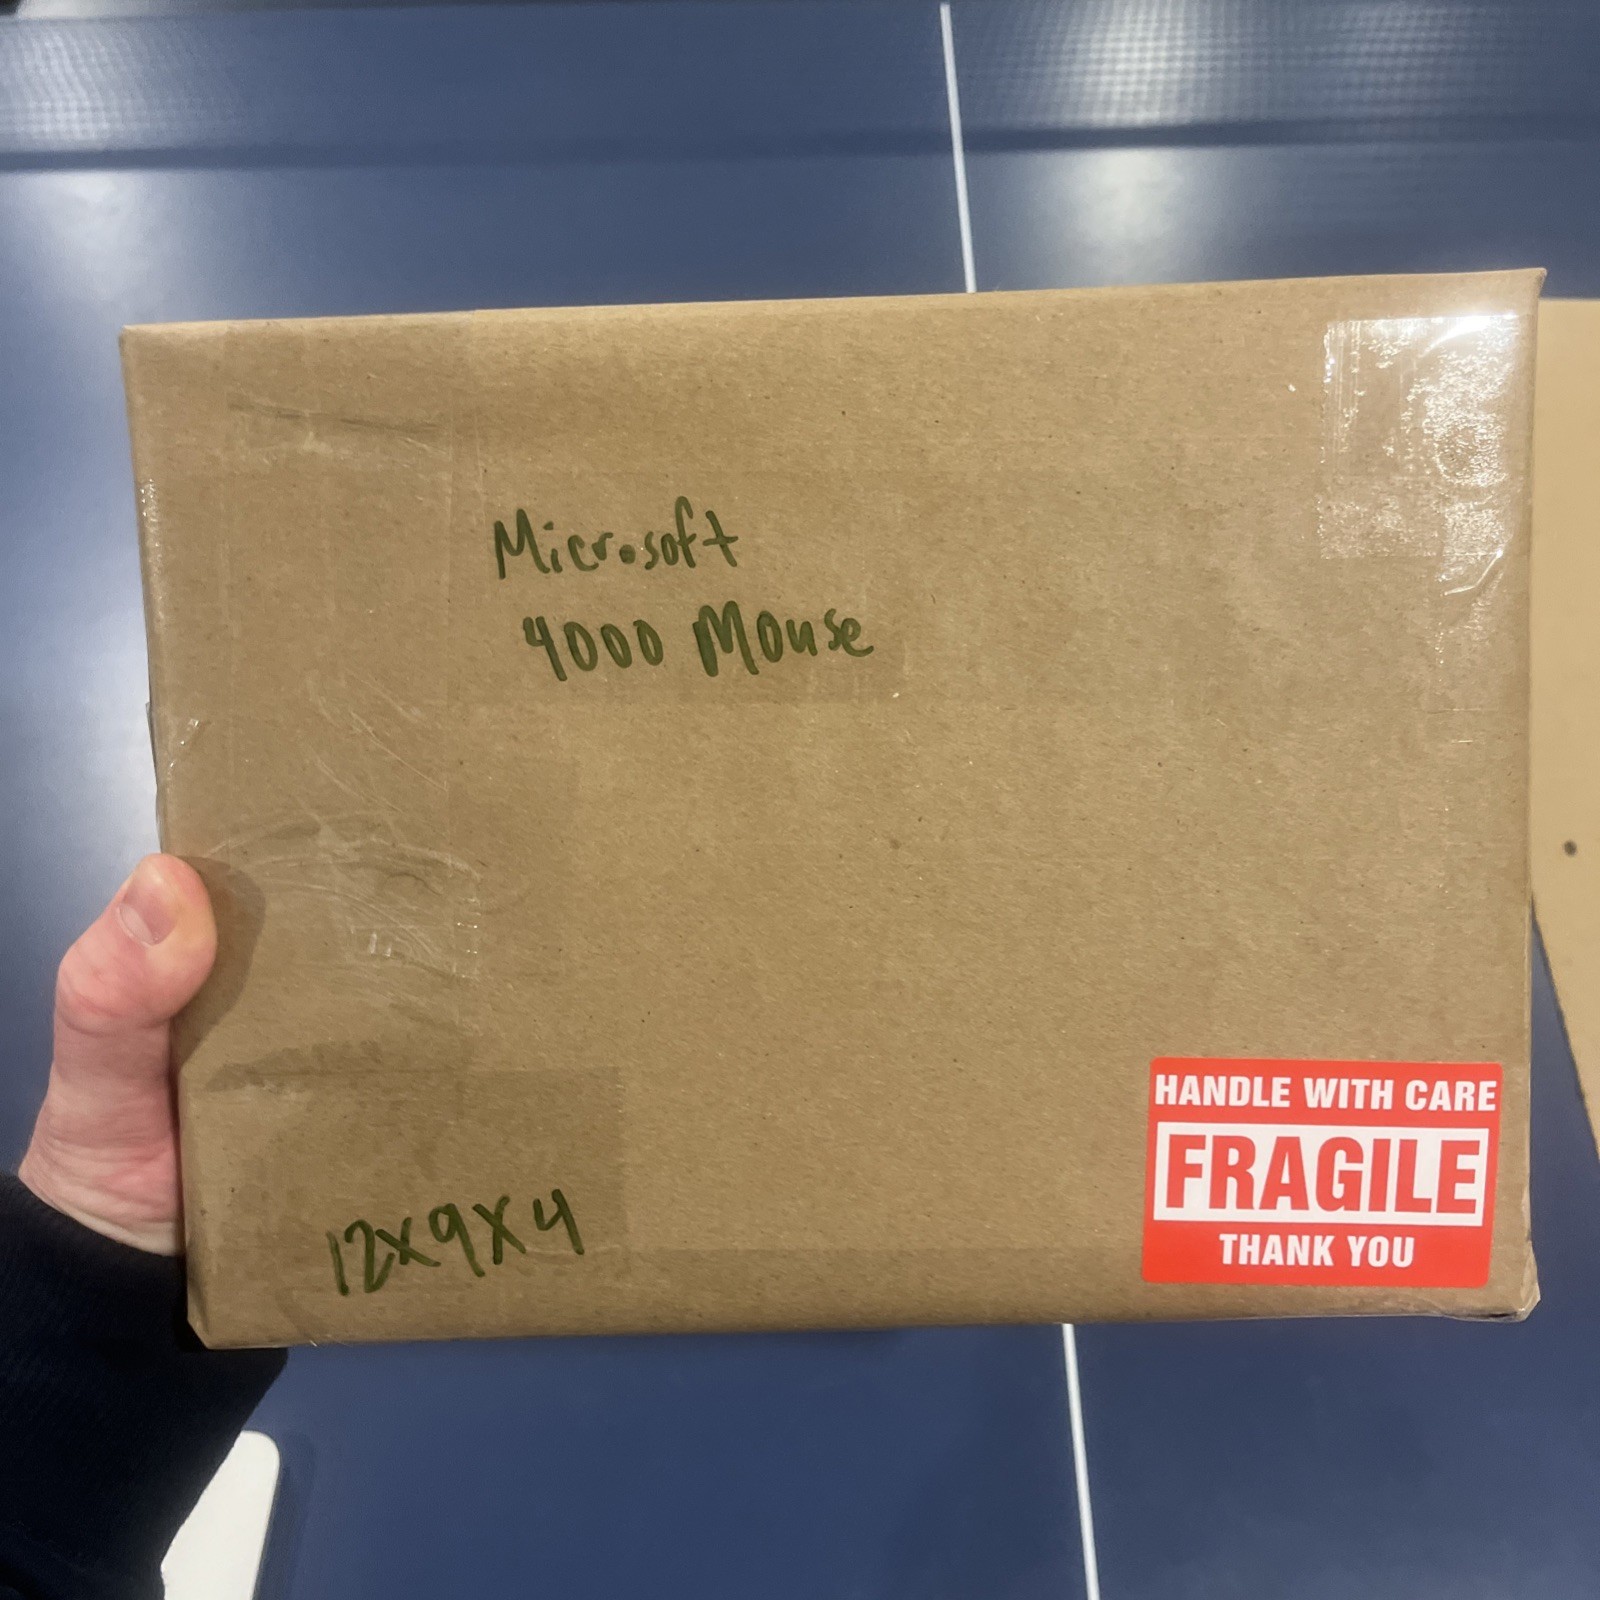 Microsoft
4000 Mouse
12x9x4
HANDLE WITH CARE
FRAGILE
THANK YOU